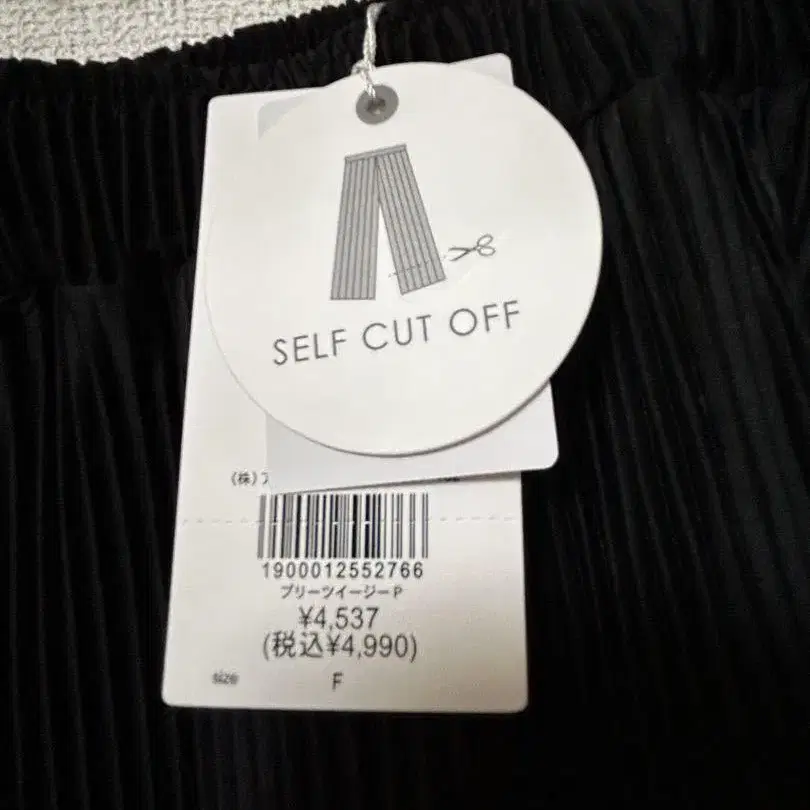 SELF CUT OFF
(株)
1900012552766
プリーツイージーP
¥4,537
(税込¥4,990)
size F